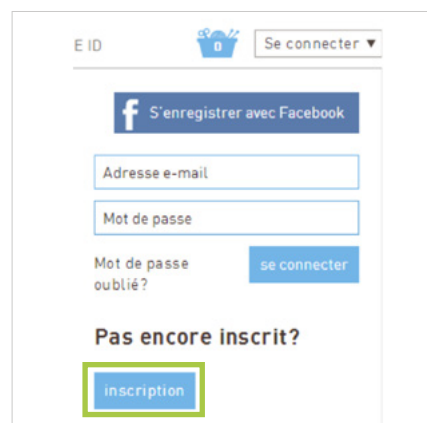 E ID
0
Se connecter ▼
f S'enregistrer avec Facebook
Adresse e-mail
Mot de passe
Mot de passe
oublié?
se connecter
Pas encore inscrit?
inscription